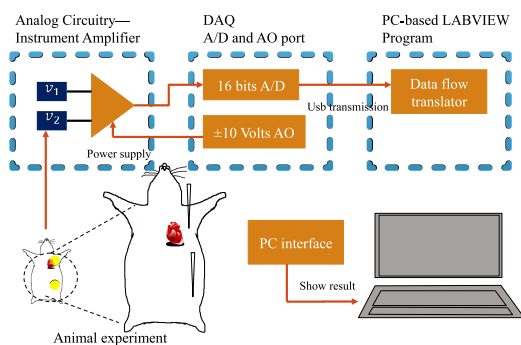 Analog Circuitry—
Instrument Amplifier
DAQ
A/D and AO port
PC-based LABVIEW
Program
v₁
v₂
16 bits A/D
Data flow
translator
Usb transmission
±10 Volts AO
Power supply
PC interface
Show result
Animal experiment